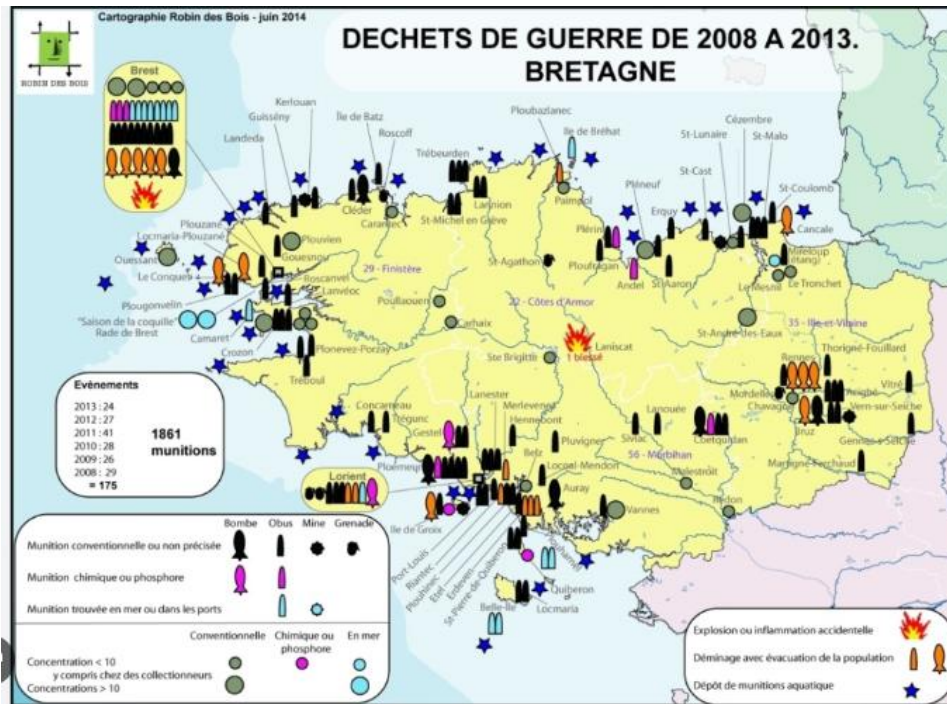 Cartographie Robin des Bois - juin 2014
ROBIN DES BOIS
DECHETS DE GUERRE DE 2008 A 2013.
BRETAGNE
Brest
Kerlouan
Guissény
Landeda
Île de Batz
Roscoff
Trébeurden
Ploubazlanec
Ile de Bréhat
St-Lunaire
Cézembre
St-Malo
St-Cast
St-Coulomb
Cancale
Cléder
Carantec
Lannion
St-Michel en Grève
Paimpol
Pléneuf
Erquy
Plérin
Plouzané
Locmaria-Plouzané
Ouessant
Le Conquet
Plouvien
Gouesnou
St-Agathon
Ploufragan
Andel
St-Aaron
Le Mesnil
Le Tronchet
Roscanvel
Lanvéoc
29 - Finistère
Plougonvelin
"Saison de la coquille"
Rade de Brest
Camaret
Crozon
Poullaouen
Carhaix
22 - Côtes d'Armor
35 - Ille et Vilaine
St-André-des-Eaux
Plonevez-Porzay
Tréboul
Ste Brigitte
Laniscat
1 blessé
Thorigné-Fouillard
Rennes
Vitré
Mordelles
Chavagne
Vern-sur-Seiche
Bruz
Gennes-s-Seiche
Martigné-Ferchaud
Evènements
2013 : 24
2012 : 27
2011 : 41
2010 : 28
2009 : 26
2008 : 29
= 175
1861
munitions
Concarneau
Trégunc
Lanester
Merlevenez
Hennebont
Gestel
Pluvigner
Belz
Locoal-Mendon
Siviac
Lanouée
Coëtquidan
56 - Morbihan
Malestroit
Redon
Ploemeur
Lorient
Auray
Vannes
Ile de Groix
Port-Louis
Riantec
Plouhinec
Etel
Erdeven
St-Pierre-de-Quiberon
Quiberon
Belle-Ile
Locmaria
Bombe
Obus
Mine
Grenade
Munition conventionnelle ou non précisée
Munition chimique ou phosphore
Munition trouvée en mer ou dans les ports
Conventionnelle
Chimique ou
phosphore
En mer
Concentration < 10
y compris chez des collectionneurs
Concentrations > 10
Explosion ou inflammation accidentelle
Déminage avec évacuation de la population
Dépôt de munitions aquatique